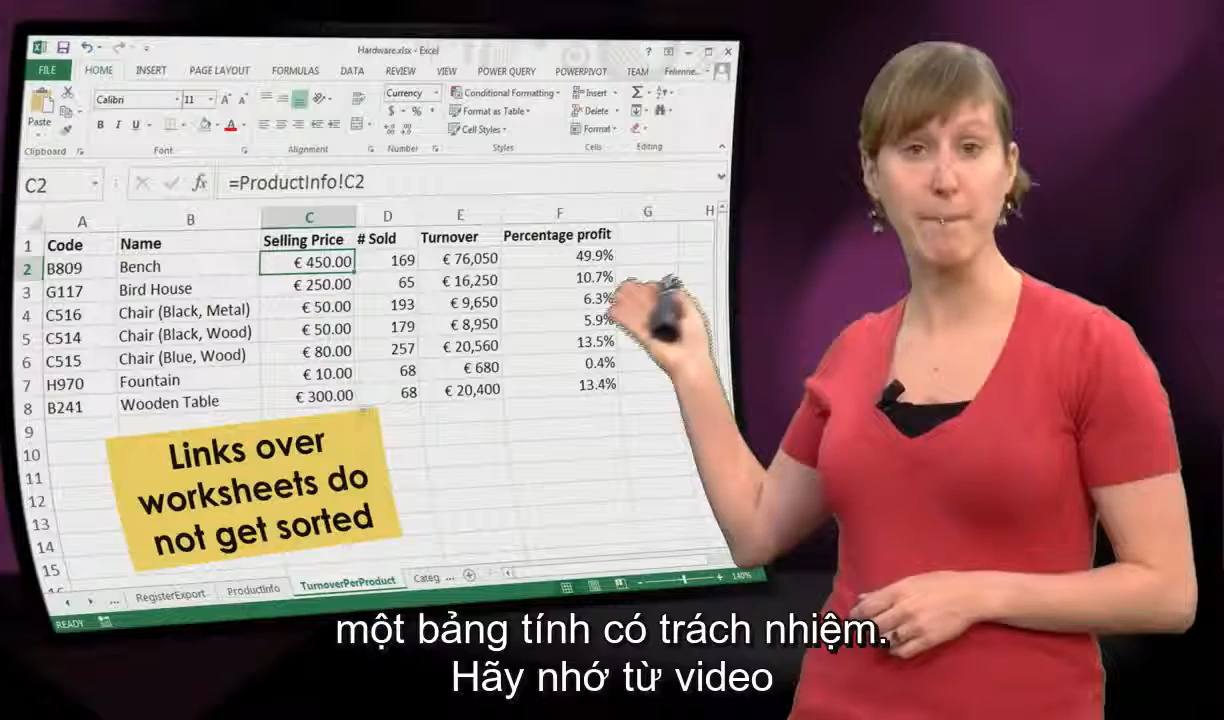 Hardware.xlsx - Excel
FILE HOME INSERT PAGE LAYOUT FORMULAS DATA REVIEW VIEW POWER QUERY POWERPIVOT TEAM Felienne...
Calibri 11 Currency Conditional Formatting Insert
Paste Format as Table Delete
B I U A $ % Cell Styles Format
Clipboard Font Alignment Number Styles Cells Editing
C2 fx =ProductInfo!C2
A B C D E F G H
1 Code Name Selling Price # Sold Turnover Percentage profit
2 B809 Bench € 450.00 169 € 76,050 49.9%
3 G117 Bird House € 250.00 65 € 16,250 10.7%
4 C516 Chair (Black, Metal) € 50.00 193 € 9,650 6.3%
5 C514 Chair (Black, Wood) € 50.00 179 € 8,950 5.9%
6 C515 Chair (Blue, Wood) € 80.00 257 € 20,560 13.5%
7 H970 Fountain € 10.00 68 € 680 0.4%
8 B241 Wooden Table € 300.00 68 € 20,400 13.4%
9
10
11
12
13
14
15
Links over
worksheets do
not get sorted
... RegisterExport ProductInfo TurnoverPerProduct Categ ...
READY 140%
một bảng tính có trách nhiệm.
Hãy nhớ từ video